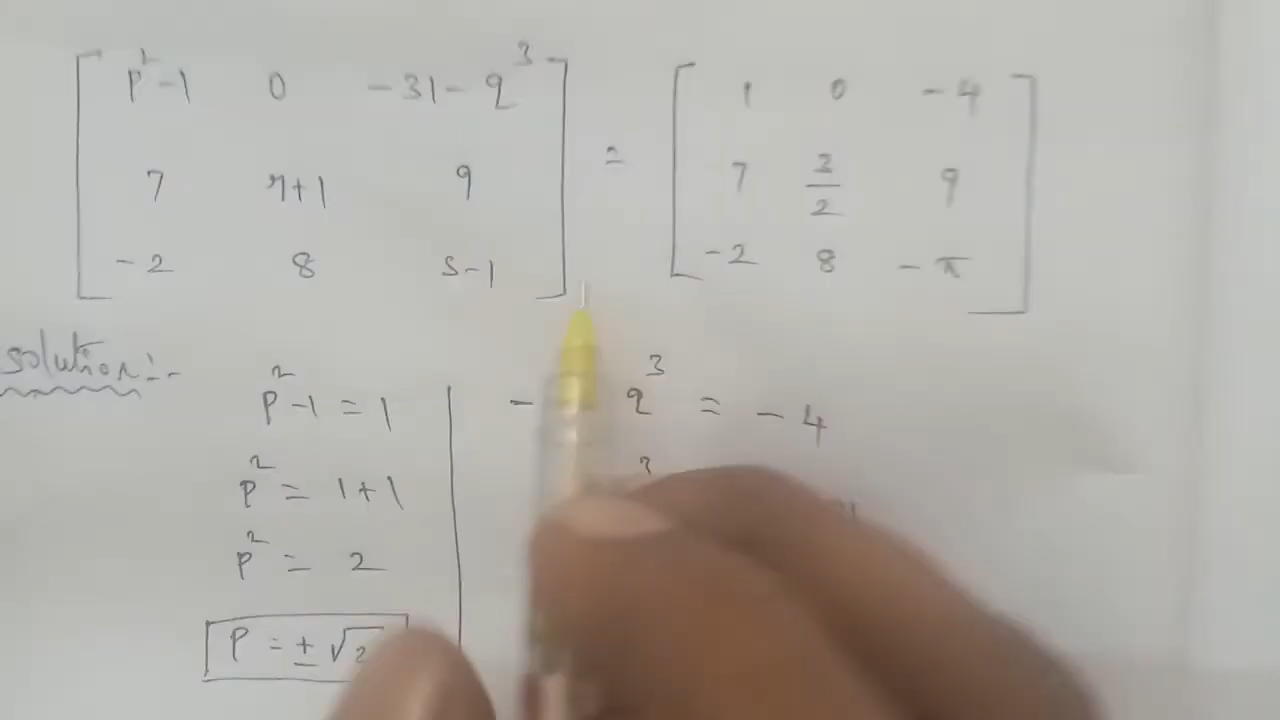 p²-1 0 -31-q³ = 1 0 -4
7 r+1 9 7 3/2 9
-2 8 s-1 -2 8 -π
solution:-
p²-1 = 1 - q³ = -4
p² = 1+1 3
p² = 2
P = ±√2